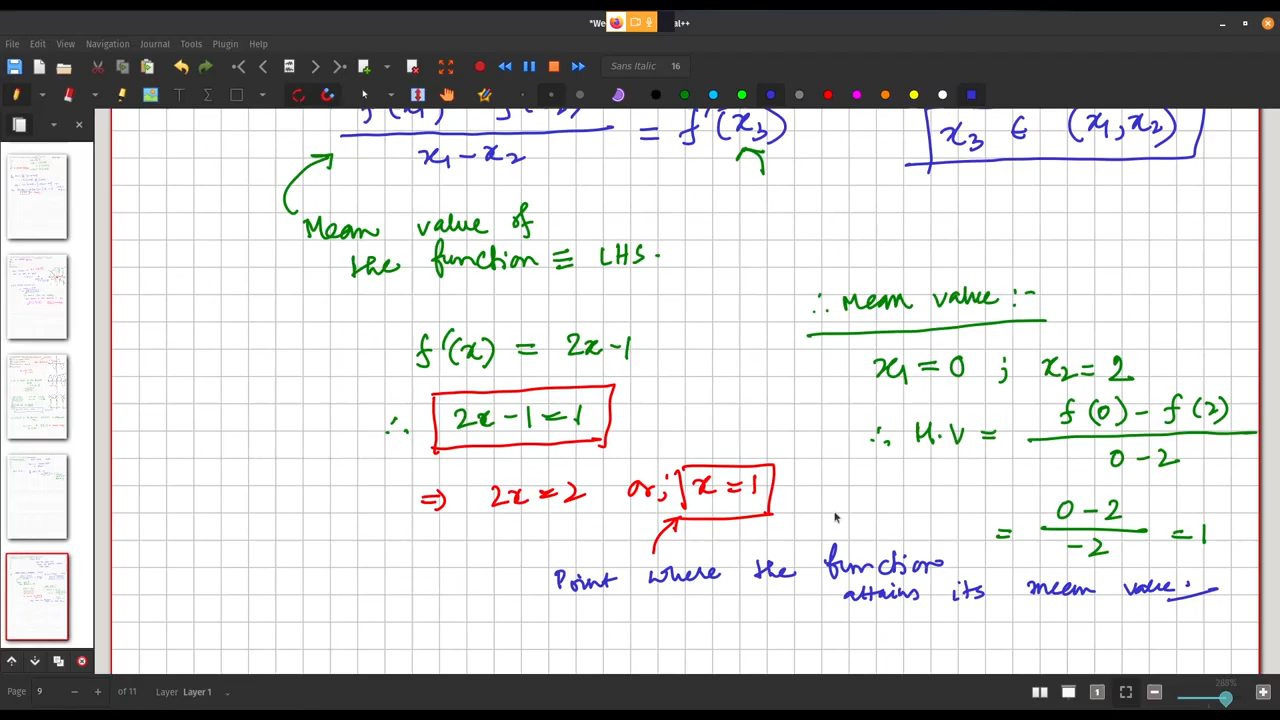 *We al++
File Edit View Navigation Journal Tools Plugin Help
Sans Italic 16
x₁ - x₂ = f'(x₃)
x₃ ∈ (x₁, x₂)
Mean value of
the function ≡ LHS.
f'(x) = 2x-1
∴ 2x - 1 = 1
⇒ 2x = 2 or; x = 1
∴ Mean value :-
x₁ = 0 ; x₂ = 2
∴ M.V = f(0) - f(2)
0 - 2
= 0 - 2
-2 = 1
Point where the function
attains its mean value.
Page 9 of 11 Layer Layer 1 288%